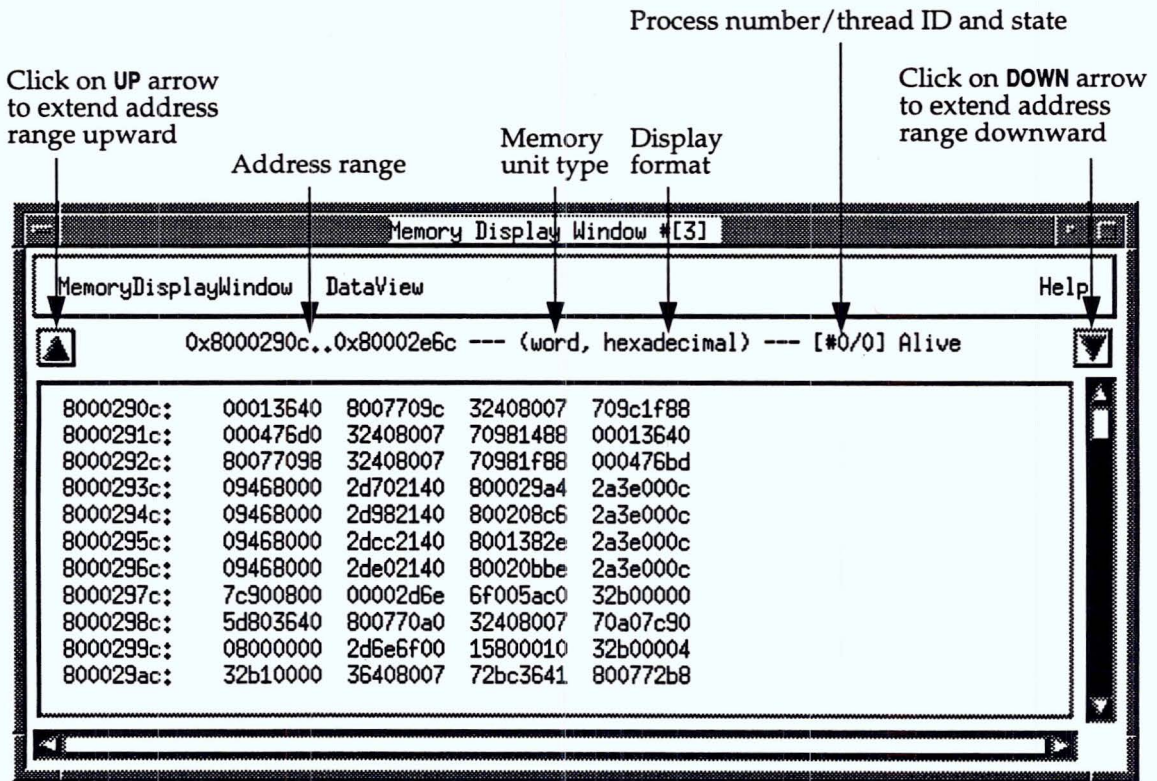 Process number/thread ID and state
Click on UP arrow
to extend address
range upward
Click on DOWN arrow
to extend address
range downward
Address range
Memory
unit type
Display
format
Memory Display Window #[3]
MemoryDisplayWindow DataView Help
0x8000290c..0x80002e6c --- (word, hexadecimal) --- [#0/0] Alive
8000290c: 00013640 8007709c 32408007 709c1f88
8000291c: 000476d0 32408007 70981488 00013640
8000292c: 80077098 32408007 70981f88 000476bd
8000293c: 09468000 2d702140 800029a4 2a3e000c
8000294c: 09468000 2d982140 800208c6 2a3e000c
8000295c: 09468000 2dcc2140 8001382e 2a3e000c
8000296c: 09468000 2de02140 80020bbe 2a3e000c
8000297c: 7c900800 00002d6e 6f005ac0 32b00000
8000298c: 5d803640 800770a0 32408007 70a07c90
8000299c: 08000000 2d6e6f00 15800010 32b00004
800029ac: 32b10000 36408007 72bc3641 800772b8